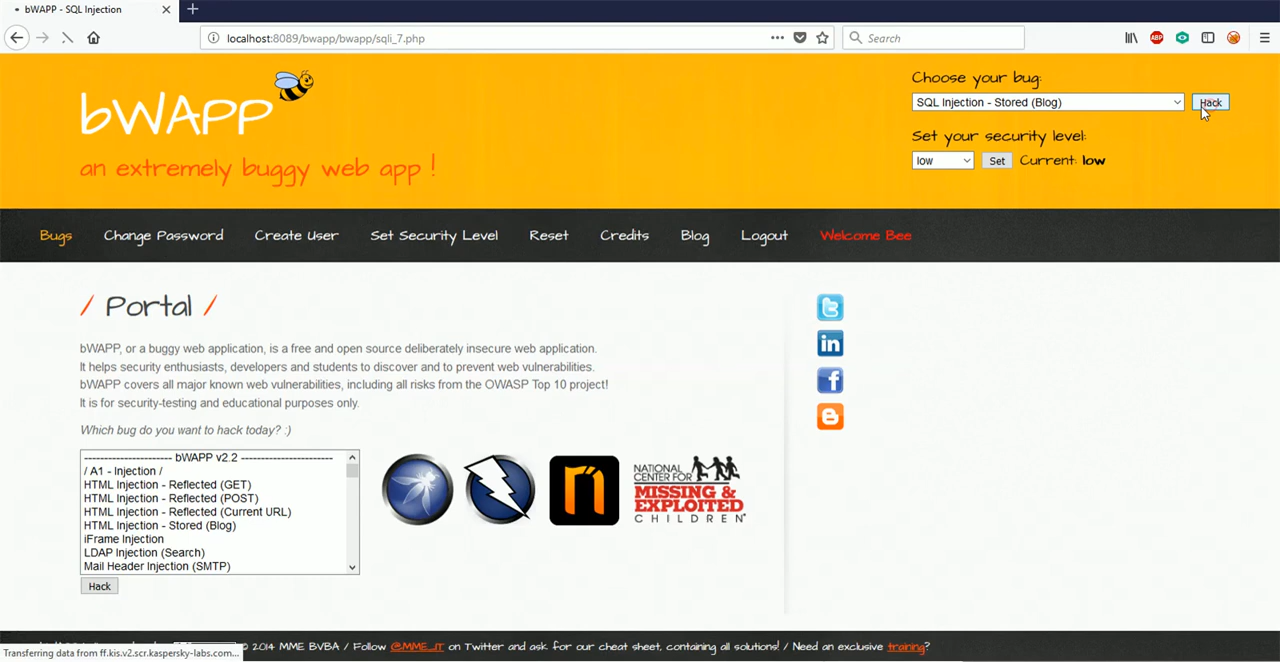 bWAPP - SQL Injection
localhost:8089/bwapp/bwapp/sqli_7.php
Search
ABP
bWAPP
an extremely buggy web app !
Choose your bug:
SQL Injection - Stored (Blog)
Hack
Set your security level:
low
Set
Current: low
Bugs
Change Password
Create User
Set Security Level
Reset
Credits
Blog
Logout
Welcome Bee
/ Portal /
bWAPP, or a buggy web application, is a free and open source deliberately insecure web application.
It helps security enthusiasts, developers and students to discover and to prevent web vulnerabilities.
bWAPP covers all major known web vulnerabilities, including all risks from the OWASP Top 10 project!
It is for security-testing and educational purposes only.
Which bug do you want to hack today? :)
---------------------- bWAPP v2.2 -----------------------
/ A1 - Injection /
HTML Injection - Reflected (GET)
HTML Injection - Reflected (POST)
HTML Injection - Reflected (Current URL)
HTML Injection - Stored (Blog)
iFrame Injection
LDAP Injection (Search)
Mail Header Injection (SMTP)
Hack
NATIONAL
CENTER FOR
MISSING &
EXPLOITED
CHILDREN
© 2014 MME BVBA / Follow @MME_IT on Twitter and ask for our cheat sheet, containing all solutions! / Need an exclusive training?
Transferring data from ff.kis.v2.scr.kaspersky-labs.com...